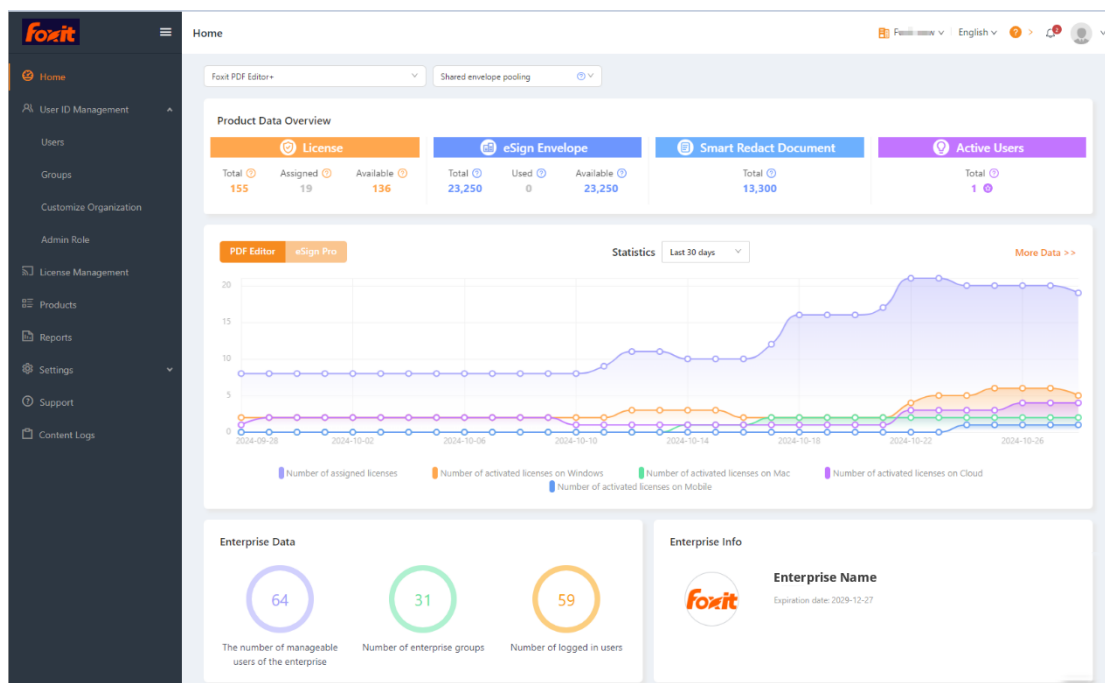 Foxit
Home
English
?
2
Home
User ID Management
Users
Groups
Customize Organization
Admin Role
License Management
Products
Reports
Settings
Support
Content Logs
Foxit PDF Editor+
Shared envelope pooling
Product Data Overview
License
eSign Envelope
Smart Redact Document
Active Users
Total Assigned Available
155 19 136
Total Used Available
23,250 0 23,250
Total
13,300
Total
1
PDF Editor eSign Pro
Statistics Last 30 days
More Data >>
20
15
10
5
0
2024-09-28 2024-10-02 2024-10-06 2024-10-10 2024-10-14 2024-10-18 2024-10-22 2024-10-26
Number of assigned licenses Number of activated licenses on Windows Number of activated licenses on Mac Number of activated licenses on Cloud
Number of activated licenses on Mobile
Enterprise Data
64
31
59
The number of manageable
users of the enterprise
Number of enterprise groups
Number of logged in users
Enterprise Info
Foxit
Enterprise Name
Expiration date: 2029-12-27